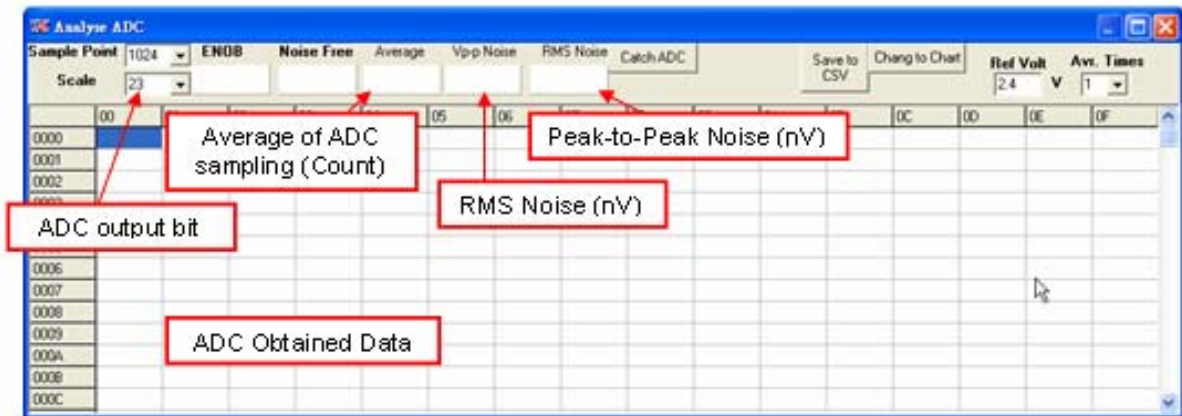 Analyse ADC
Sample Point 1024 ENOB Noise Free Average Vp-p Noise RMS Noise Catch ADC Save to CSV Chang to Chart Ref Volt Avr. Times
Scale 23 2.4 V 1
00 05 06 0C 0D 0E 0F
0000
0001
0002
Average of ADC
sampling (Count)
Peak-to-Peak Noise (nV)
RMS Noise (nV)
ADC output bit
0006
0007
0008
0009
000A
000B
000C
ADC Obtained Data